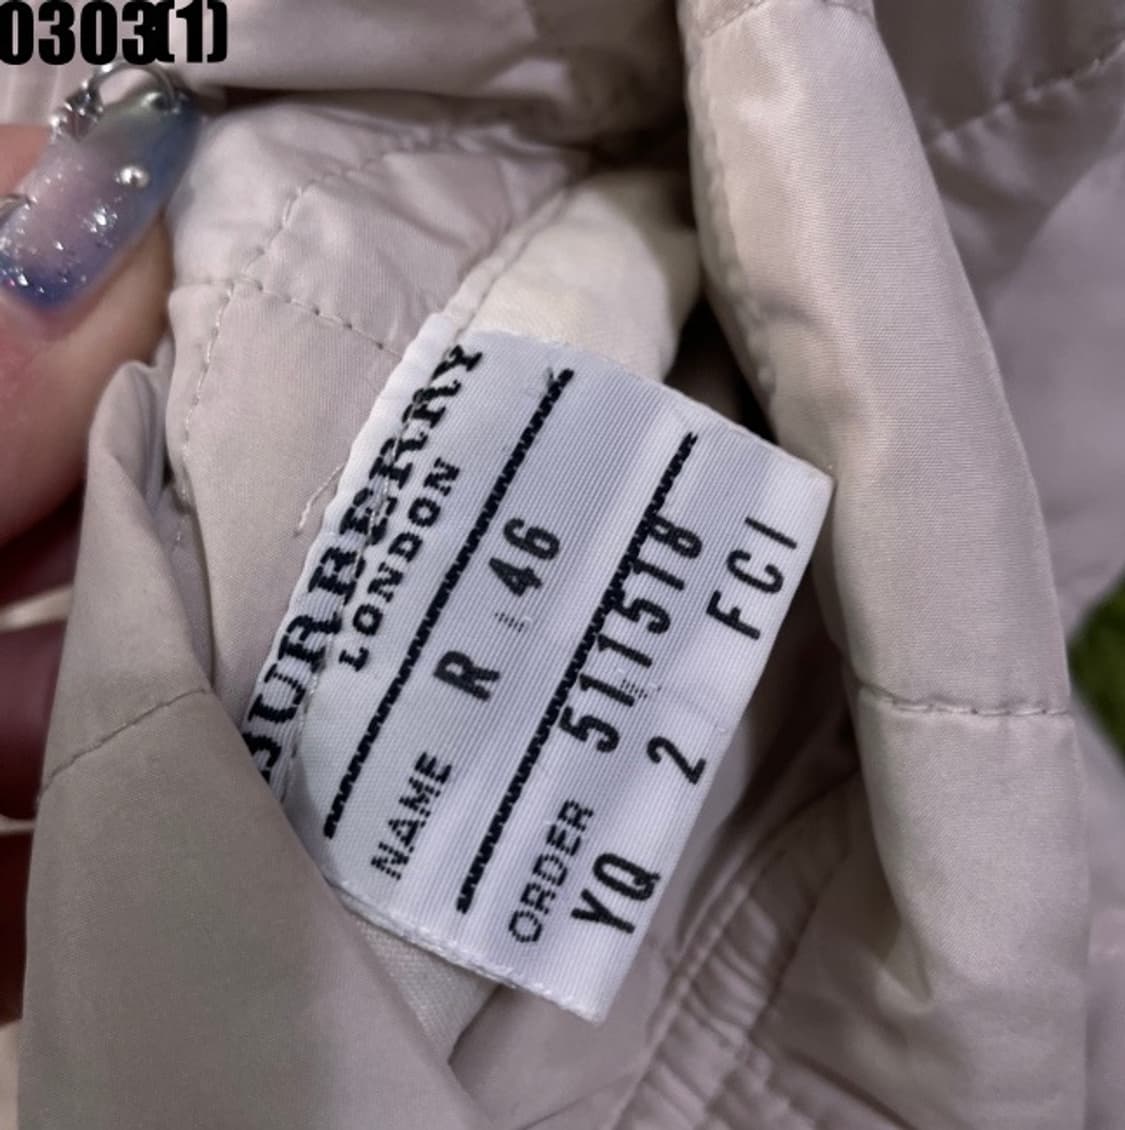 0303(1)
BURBERRY
LONDON
NAME R 46
ORDER 511518
YQ 2 FCI